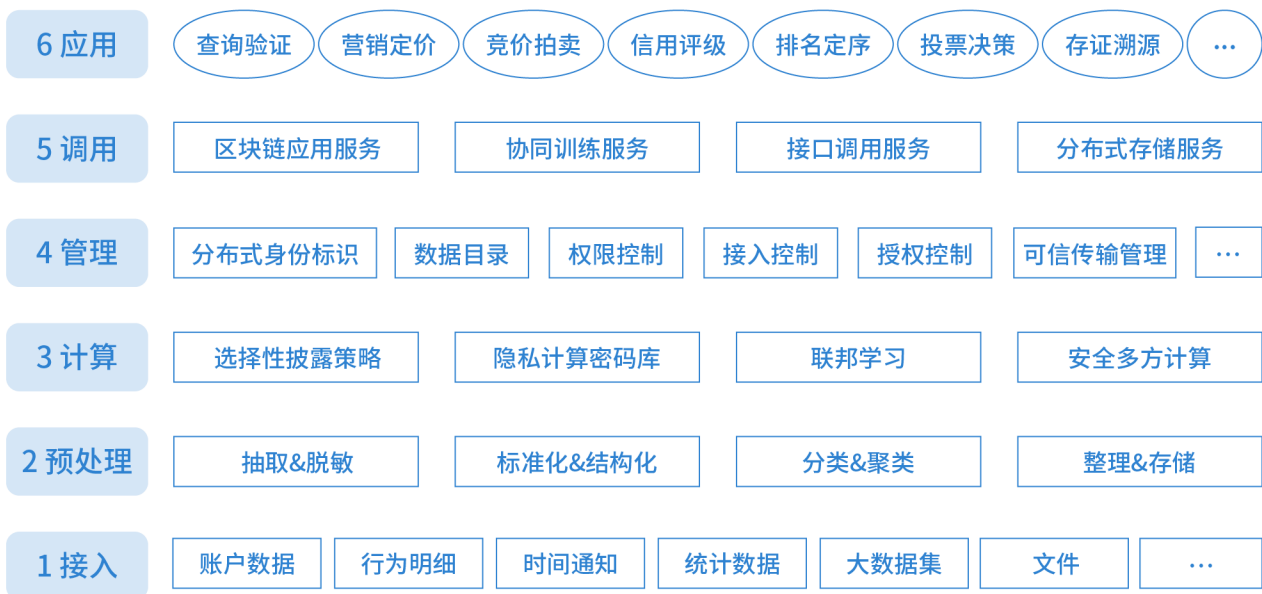 6 应用 查询验证 营销定价 竞价拍卖 信用评级 排名定序 投票决策 存证溯源 ...
5 调用 区块链应用服务 协同训练服务 接口调用服务 分布式存储服务
4 管理 分布式身份标识 数据目录 权限控制 接入控制 授权控制 可信传输管理 ...
3 计算 选择性披露策略 隐私计算密码库 联邦学习 安全多方计算
2 预处理 抽取&脱敏 标准化&结构化 分类&聚类 整理&存储
1 接入 账户数据 行为明细 时间通知 统计数据 大数据集 文件 ...